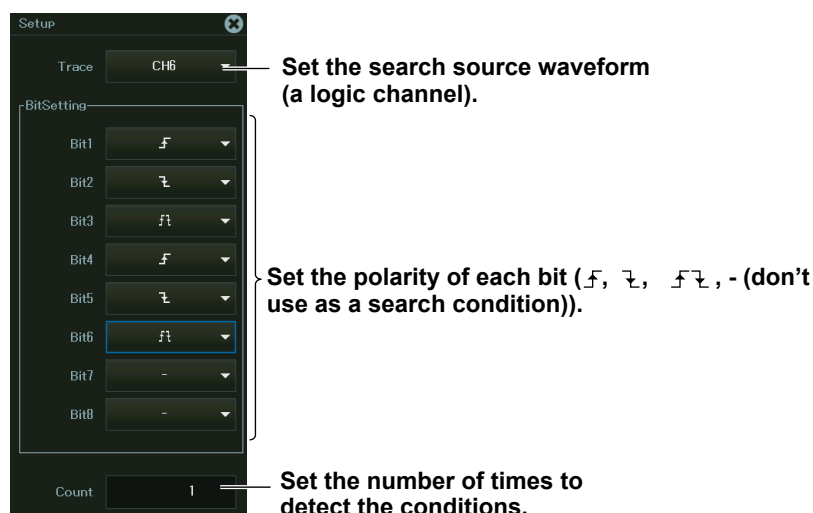 Setup
Trace CH6
Set the search source waveform
(a logic channel).
BitSetting
Bit1
Bit2
Bit3
Bit4
Bit5
Bit6
Bit7 -
Bit8 -
Set the polarity of each bit (, , , - (don't
use as a search condition)).
Count 1
Set the number of times to
detect the conditions.